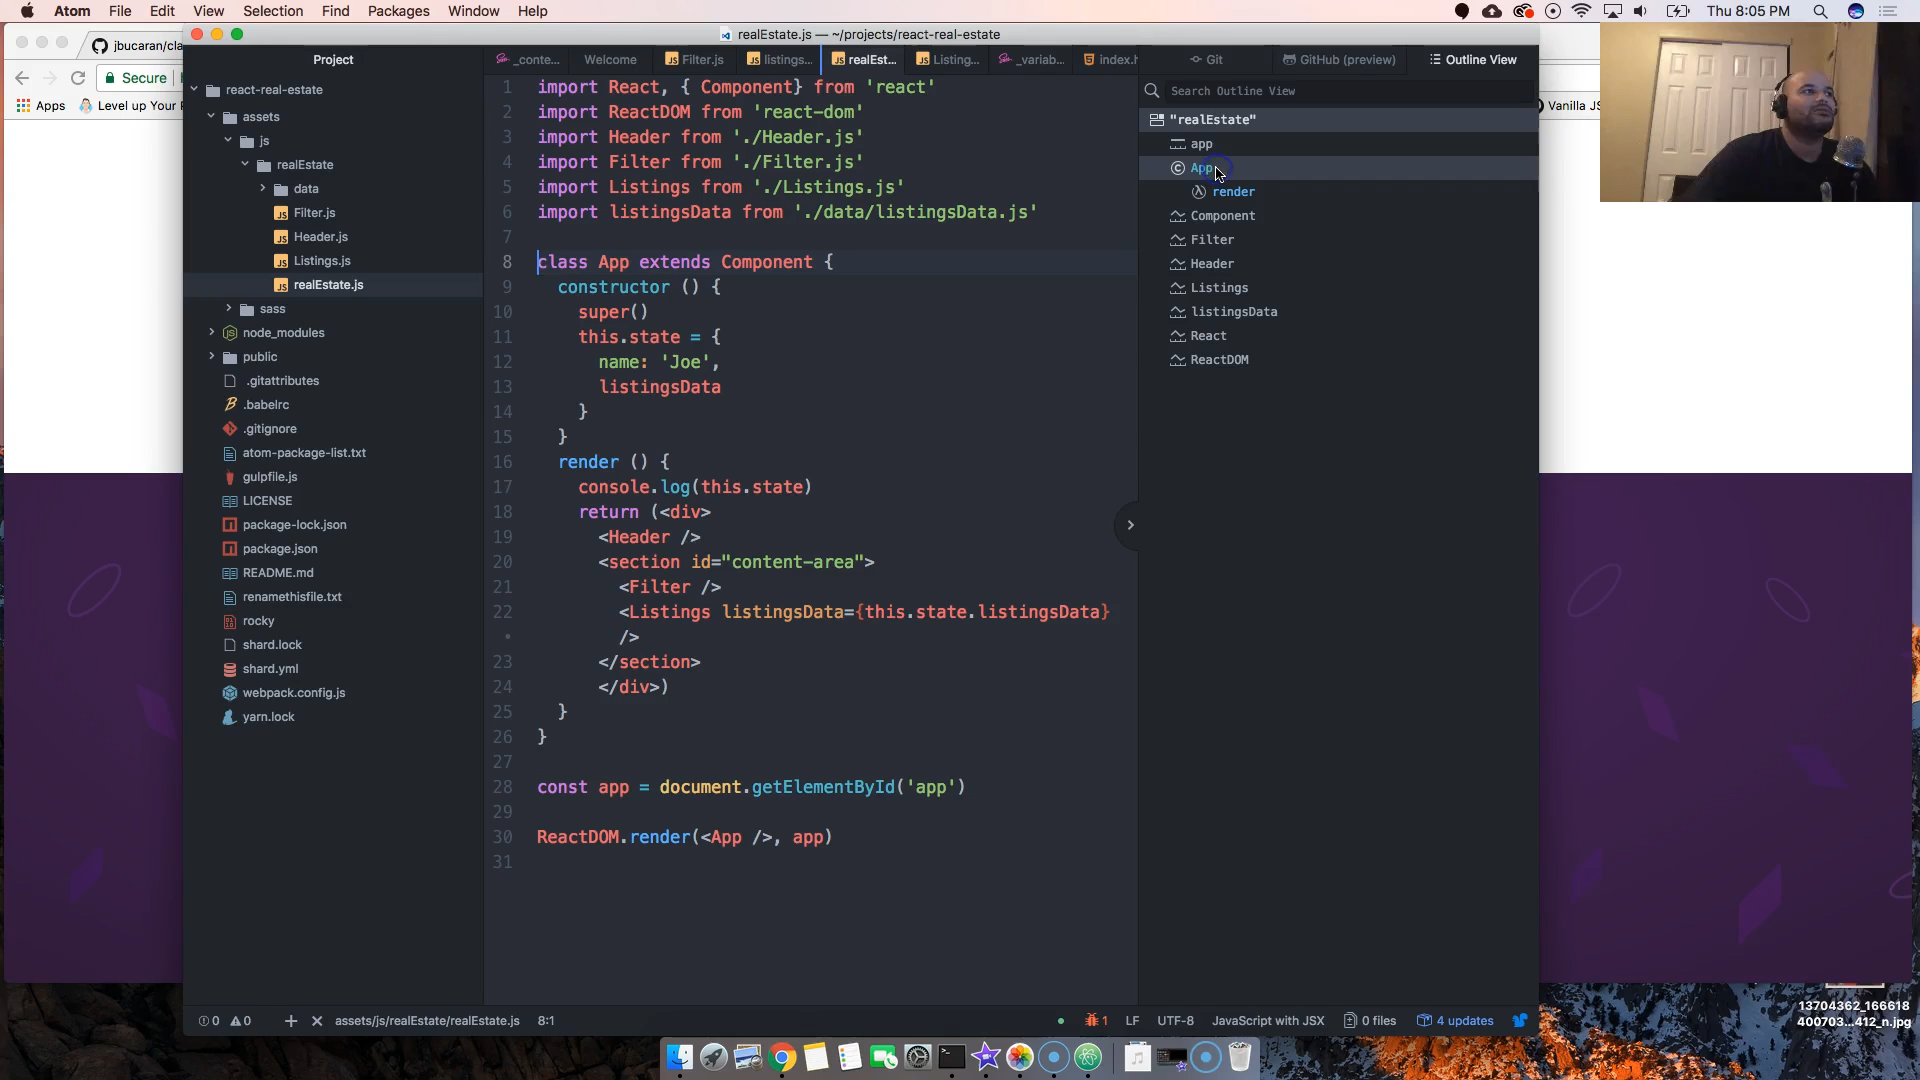 Atom File Edit View Selection Find Packages Window Help
Thu 8:05 PM
jbucaran/cla
Secure
Apps Level up your
Vanilla JS
realEstate.js — ~/projects/react-real-estate
Project
react-real-estate
assets
js
realEstate
data
Filter.js
Header.js
Listings.js
realEstate.js
sass
node_modules
public
.gitattributes
.babelrc
.gitignore
atom-package-list.txt
gulpfile.js
LICENSE
package-lock.json
package.json
README.md
renamethisfile.txt
rocky
shard.lock
shard.yml
webpack.config.js
yarn.lock
_conte... Welcome Filter.js listings... realEst... Listing... _variab... index.h
1 import React, { Component} from 'react'
2 import ReactDOM from 'react-dom'
3 import Header from './Header.js'
4 import Filter from './Filter.js'
5 import Listings from './Listings.js'
6 import listingsData from './data/listingsData.js'
7
8 class App extends Component {
9 constructor () {
10 super()
11 this.state = {
12 name: 'Joe',
13 listingsData
14 }
15 }
16 render () {
17 console.log(this.state)
18 return (<div>
19 <Header />
20 <section id="content-area">
21 <Filter />
22 <Listings listingsData={this.state.listingsData}
• />
23 </section>
24 </div>)
25 }
26 }
27
28 const app = document.getElementById('app')
29
30 ReactDOM.render(<App />, app)
31
Git GitHub (preview) Outline View
Search Outline View
"realEstate"
app
App
render
Component
Filter
Header
Listings
listingsData
React
ReactDOM
0 0 + × assets/js/realEstate/realEstate.js 8:1
1 LF UTF-8 JavaScript with JSX 0 files 4 updates
13704362_166618
400703...412_n.jpg